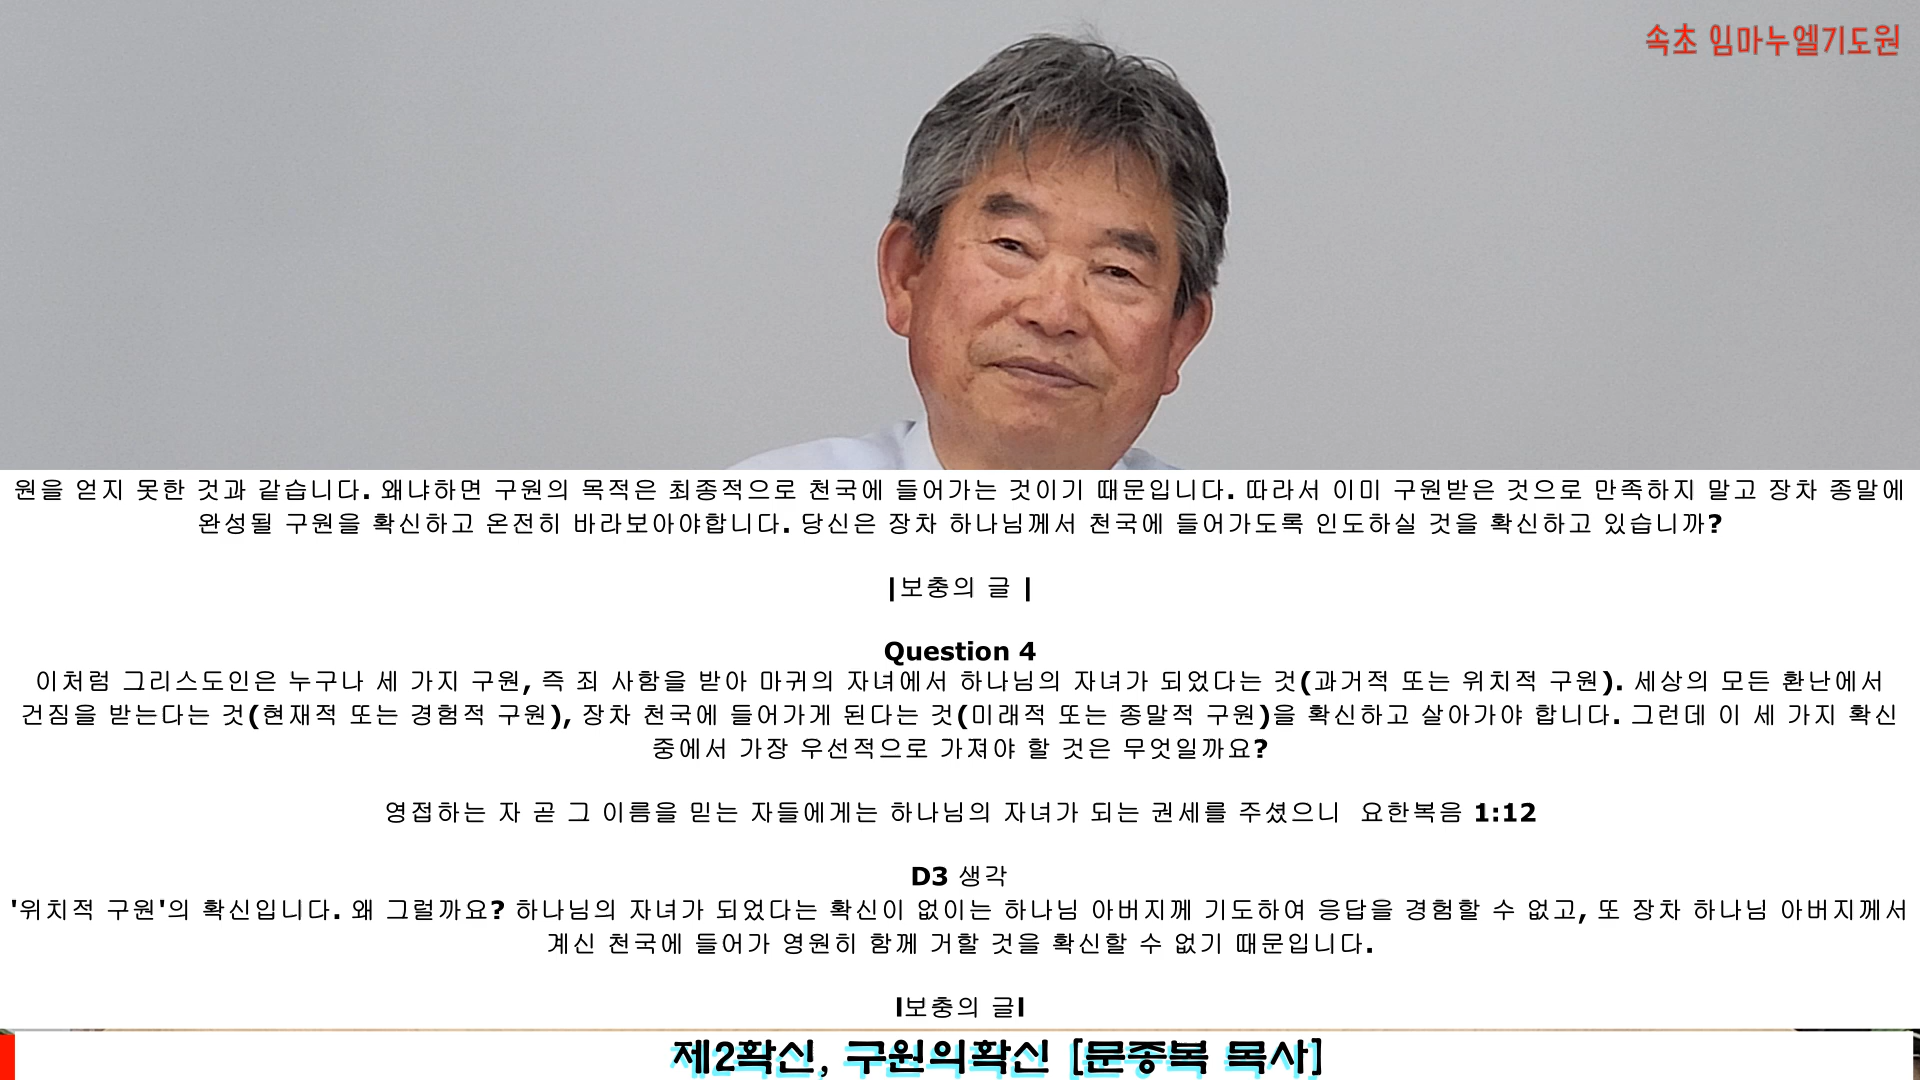 속초 임마누엘기도원
원을 얻지 못한 것과 같습니다. 왜냐하면 구원의 목적은 최종적으로 천국에 들어가는 것이기 때문입니다. 따라서 이미 구원받은 것으로 만족하지 말고 장차 종말에
완성될 구원을 확신하고 온전히 바라보아야합니다. 당신은 장차 하나님께서 천국에 들어가도록 인도하실 것을 확신하고 있습니까?
|보충의 글 |
Question 4
이처럼 그리스도인은 누구나 세 가지 구원, 즉 죄 사함을 받아 마귀의 자녀에서 하나님의 자녀가 되었다는 것(과거적 또는 위치적 구원). 세상의 모든 환난에서
건짐을 받는다는 것(현재적 또는 경험적 구원), 장차 천국에 들어가게 된다는 것(미래적 또는 종말적 구원)을 확신하고 살아가야 합니다. 그런데 이 세 가지 확신
중에서 가장 우선적으로 가져야 할 것은 무엇일까요?
영접하는 자 곧 그 이름을 믿는 자들에게는 하나님의 자녀가 되는 권세를 주셨으니  요한복음 1:12
D3 생각
'위치적 구원'의 확신입니다. 왜 그럴까요? 하나님의 자녀가 되었다는 확신이 없이는 하나님 아버지께 기도하여 응답을 경험할 수 없고, 또 장차 하나님 아버지께서
계신 천국에 들어가 영원히 함께 거할 것을 확신할 수 없기 때문입니다.
l보충의 글l
제2확신, 구원의확신 [문종복 목사]